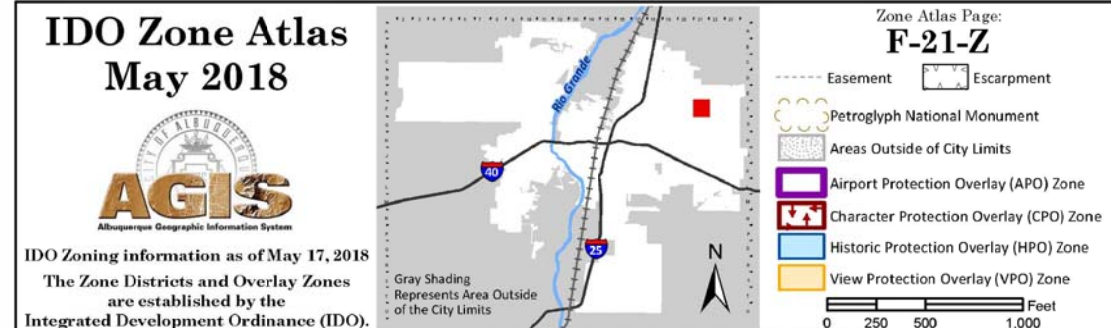 IDO Zone Atlas
May 2018
CITY OF ALBUQUERQUE
AGIS
Albuquerque Geographic Information System
IDO Zoning information as of May 17, 2018
The Zone Districts and Overlay Zones
are established by the
Integrated Development Ordinance (IDO).
Rio Grande
40
25
N
Gray Shading
Represents Area Outside
of the City Limits
Zone Atlas Page:
F-21-Z
Easement
Escarpment
Petroglyph National Monument
Areas Outside of City Limits
Airport Protection Overlay (APO) Zone
Character Protection Overlay (CPO) Zone
Historic Protection Overlay (HPO) Zone
View Protection Overlay (VPO) Zone
Feet
0 250 500 1,000